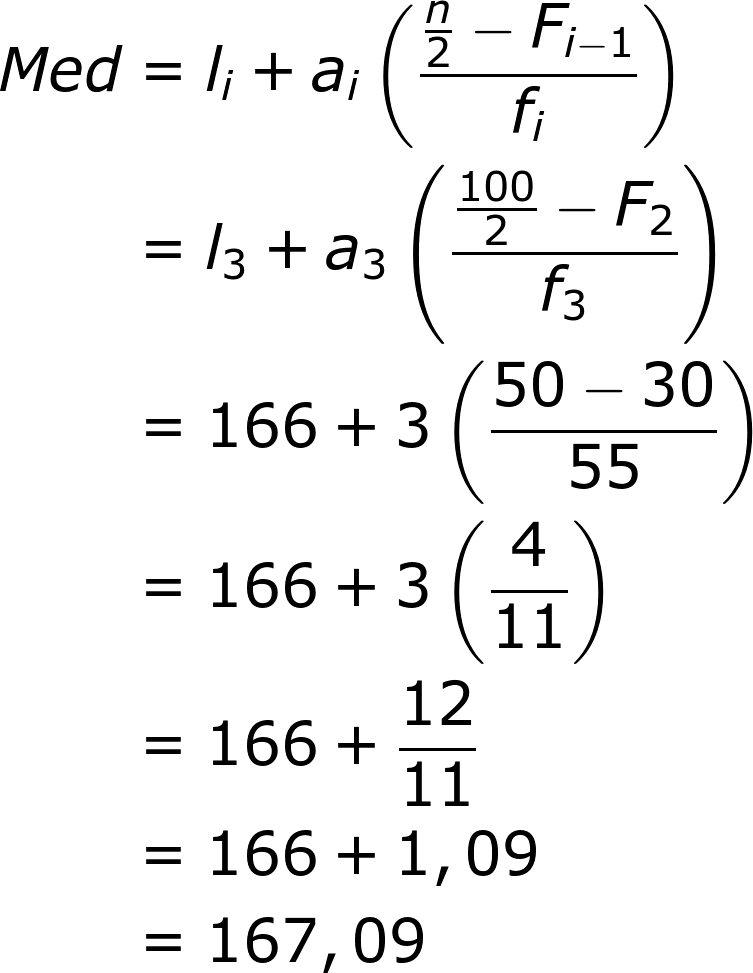 Med = l_i + a_i ( (n/2 − F_{i−1}) / f_i )
= l_3 + a_3 ( (100/2 − F_2) / f_3 )
= 166 + 3 ( (50 − 30) / 55 )
= 166 + 3 ( 4 / 11 )
= 166 + 12 / 11
= 166 + 1,09
= 167,09